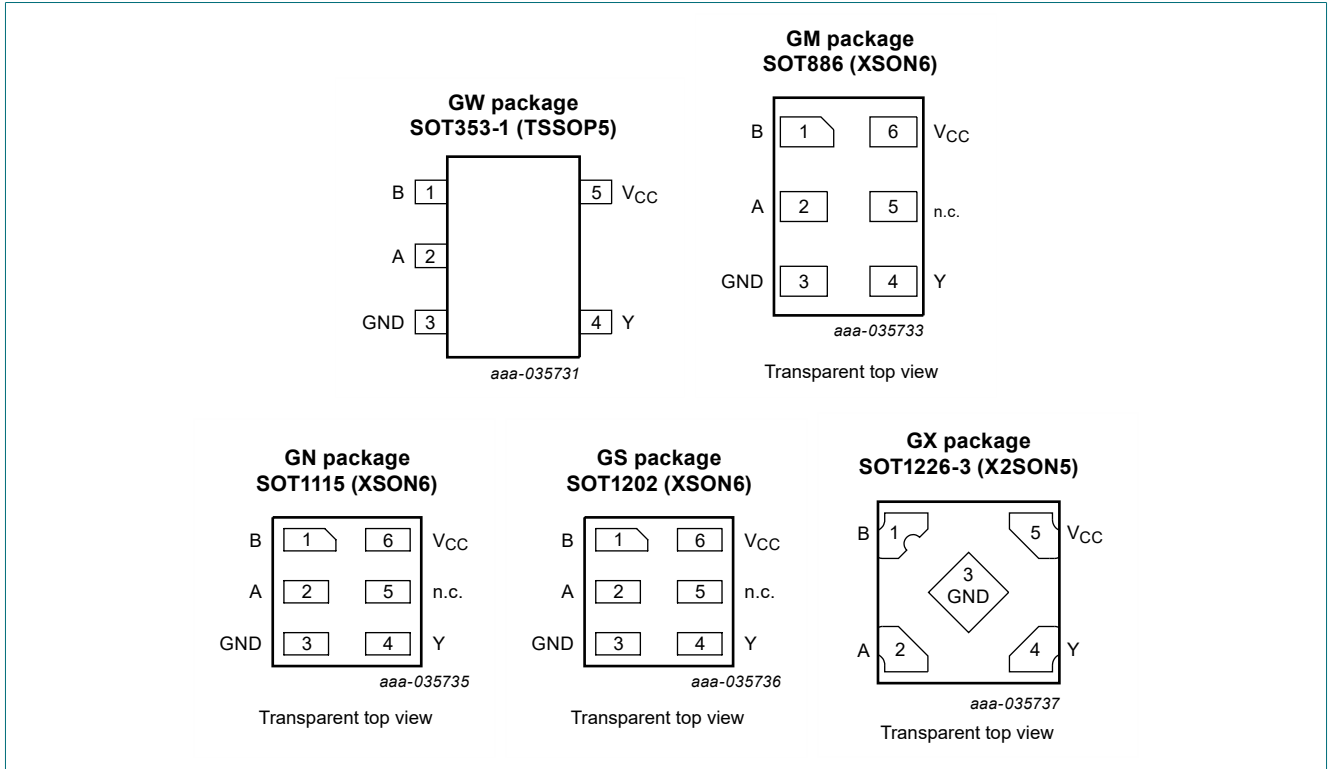 GW package
SOT353-1 (TSSOP5)
B 1 5 VCC
A 2
GND 3 4 Y
aaa-035731
GM package
SOT886 (XSON6)
B 1 6 VCC
A 2 5 n.c.
GND 3 4 Y
aaa-035733
Transparent top view
GN package
SOT1115 (XSON6)
B 1 6 VCC
A 2 5 n.c.
GND 3 4 Y
aaa-035735
Transparent top view
GS package
SOT1202 (XSON6)
B 1 6 VCC
A 2 5 n.c.
GND 3 4 Y
aaa-035736
Transparent top view
GX package
SOT1226-3 (X2SON5)
B 1 5 VCC
3
GND
A 2 4 Y
aaa-035737
Transparent top view